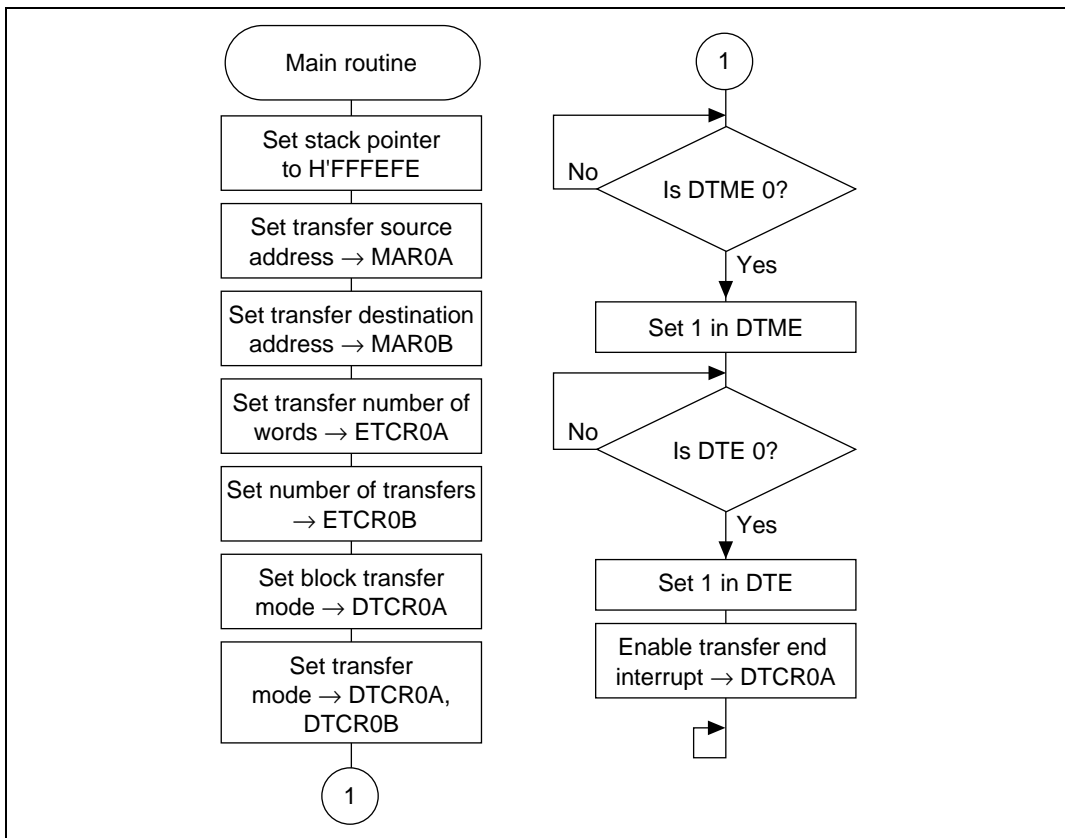 Main routine
Set stack pointer
to H'FFFEFE
Set transfer source
address → MAR0A
Set transfer destination
address → MAR0B
Set transfer number of
words → ETCR0A
Set number of transfers
→ ETCR0B
Set block transfer
mode → DTCR0A
Set transfer
mode → DTCR0A,
DTCR0B
1
1
No
Is DTME 0?
Yes
Set 1 in DTME
No
Is DTE 0?
Yes
Set 1 in DTE
Enable transfer end
interrupt → DTCR0A